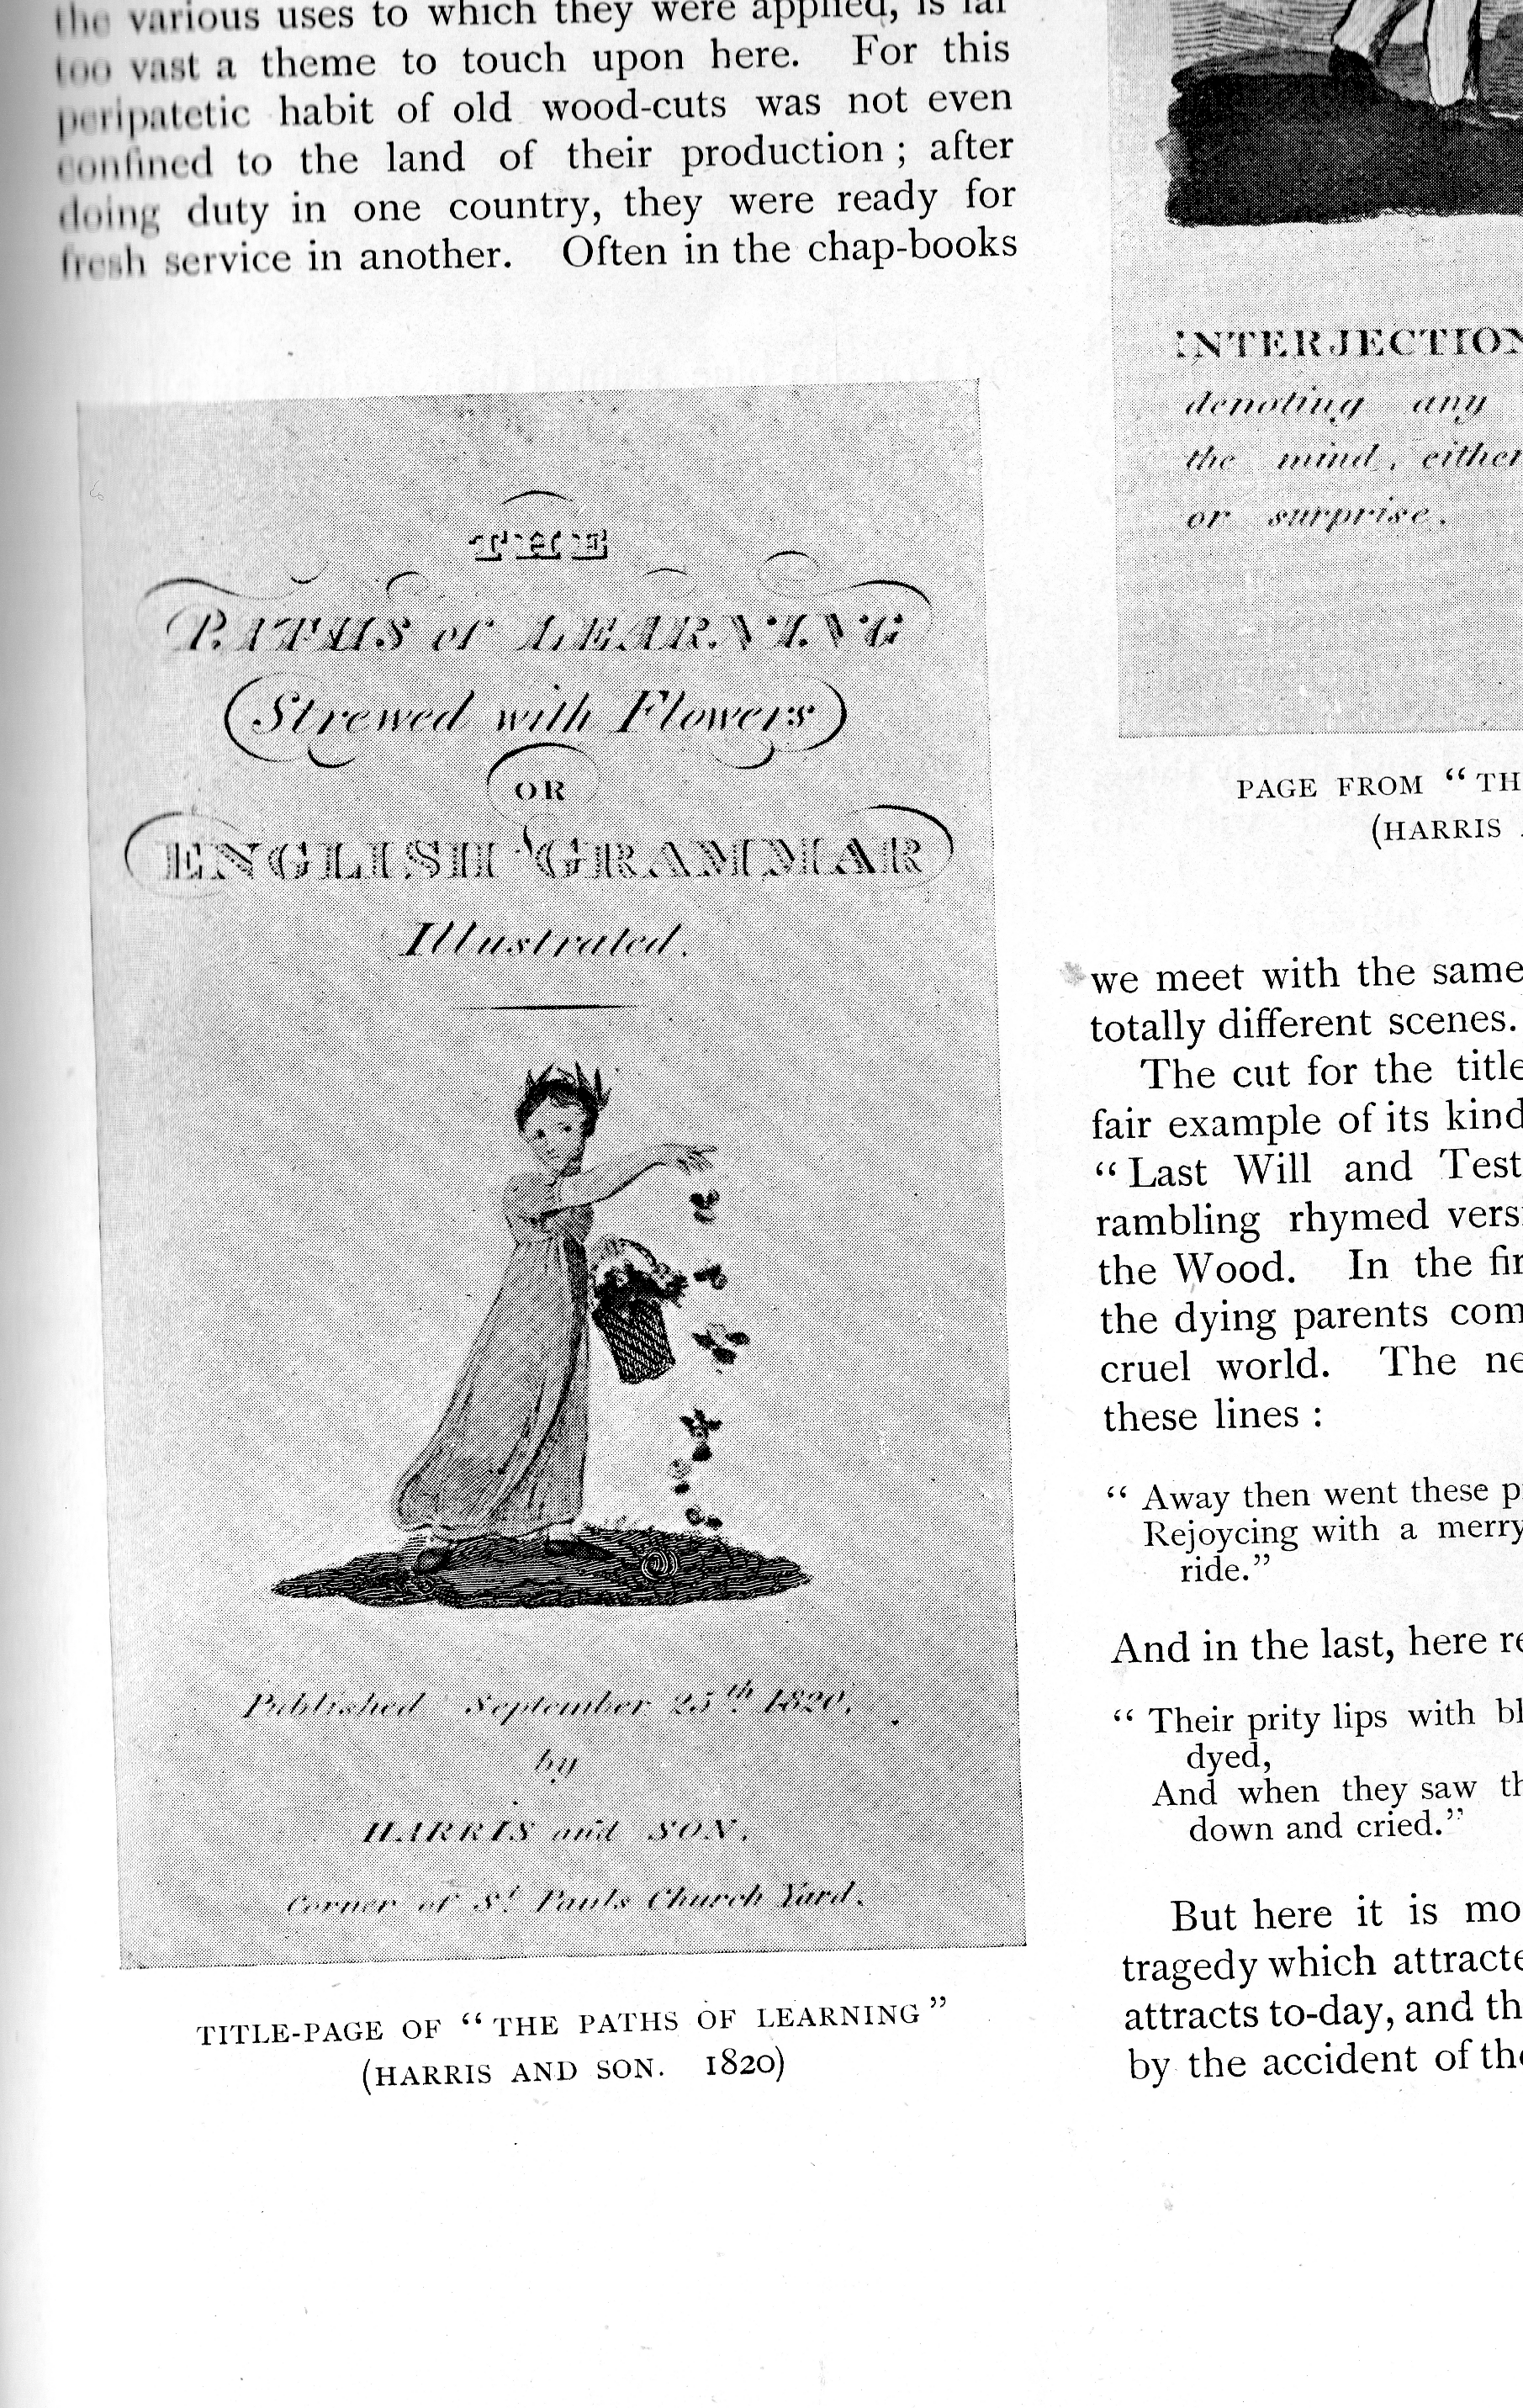 the various uses to which they were applied, is far
too vast a theme to touch upon here. For this
peripatetic habit of old wood-cuts was not even
confined to the land of their production ; after
doing duty in one country, they were ready for
fresh service in another. Often in the chap-books
THE
PATHS of LEARNING
Strewed with Flowers
OR
ENGLISH GRAMMAR
Illustrated.
Published September 25th. 1820.
by
HARRIS and SON.
Corner of St. Pauls Church Yard.
TITLE-PAGE OF “ THE PATHS OF LEARNING ”
(HARRIS AND SON. 1820)
INTERJECTION
denoting any
the mind, either
or surprise.
PAGE FROM “ TH
(HARRIS
we meet with the same
totally different scenes.
The cut for the title
fair example of its kind
“ Last Will and Test
rambling rhymed vers
the Wood. In the fir
the dying parents com
cruel world. The ne
these lines :
“ Away then went these p
Rejoycing with a merry
ride.”
And in the last, here re
“ Their prity lips with bl
dyed,
And when they saw th
down and cried.”
But here it is mo
tragedy which attracte
attracts to-day, and th
by the accident of the